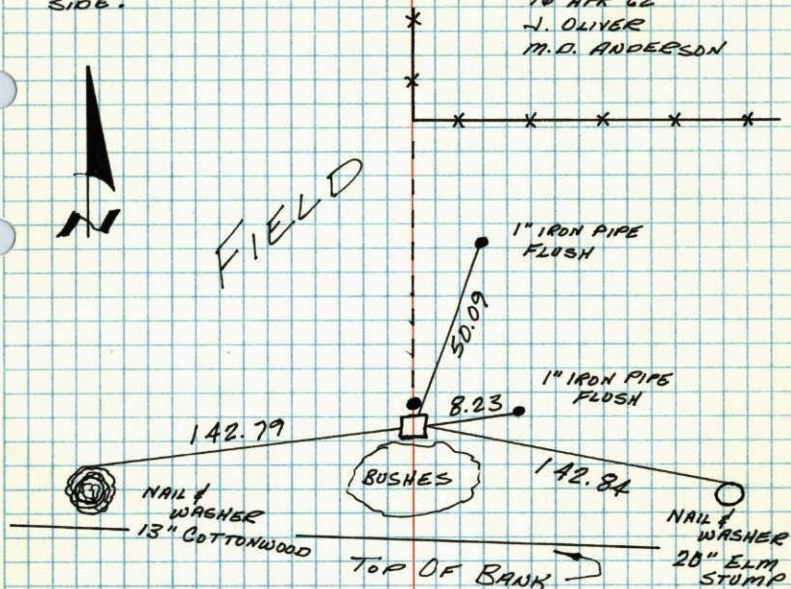 SIDE.
J. OLIVER
M.D. ANDERSON
N
FIELD
1" IRON PIPE
FLUSH
50.09
1" IRON PIPE
FLUSH
8.23
142.79
BUSHES
142.84
NAIL &
WASHER
13" COTTONWOOD
NAIL &
WASHER
20" ELM
STUMP
TOP OF BANK